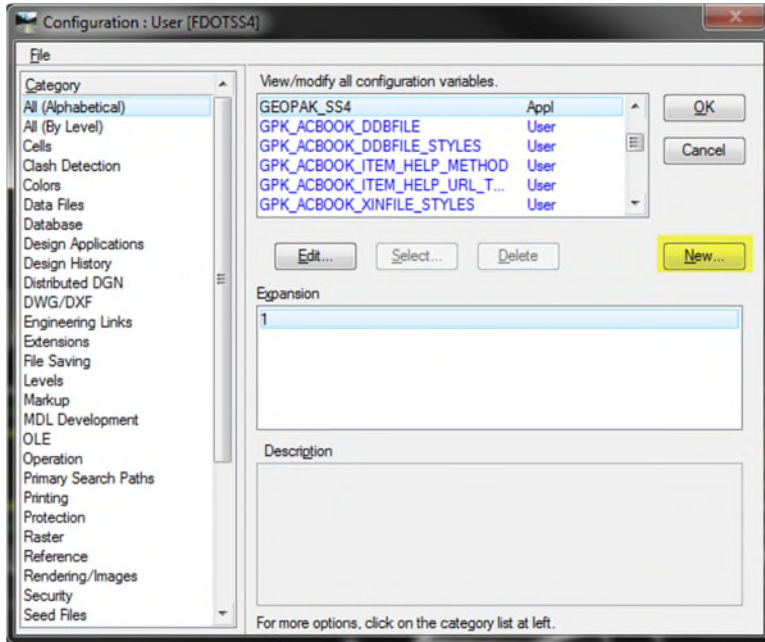 Configuration : User [FDOTSS4]
File
Category
All (Alphabetical)
All (By Level)
Cells
Clash Detection
Colors
Data Files
Database
Design Applications
Design History
Distributed DGN
DWG/DXF
Engineering Links
Extensions
File Saving
Levels
Markup
MDL Development
OLE
Operation
Primary Search Paths
Printing
Protection
Raster
Reference
Rendering/Images
Security
Seed Files
View/modify all configuration variables.
GEOPAK_SS4 Appl
GPK_ACBOOK_DDBFILE User
GPK_ACBOOK_DDBFILE_STYLES User
GPK_ACBOOK_ITEM_HELP_METHOD User
GPK_ACBOOK_ITEM_HELP_URL_T... User
GPK_ACBOOK_XINFILE_STYLES User
OK
Cancel
Edit... Select... Delete New...
Expansion
1
Description
For more options, click on the category list at left.